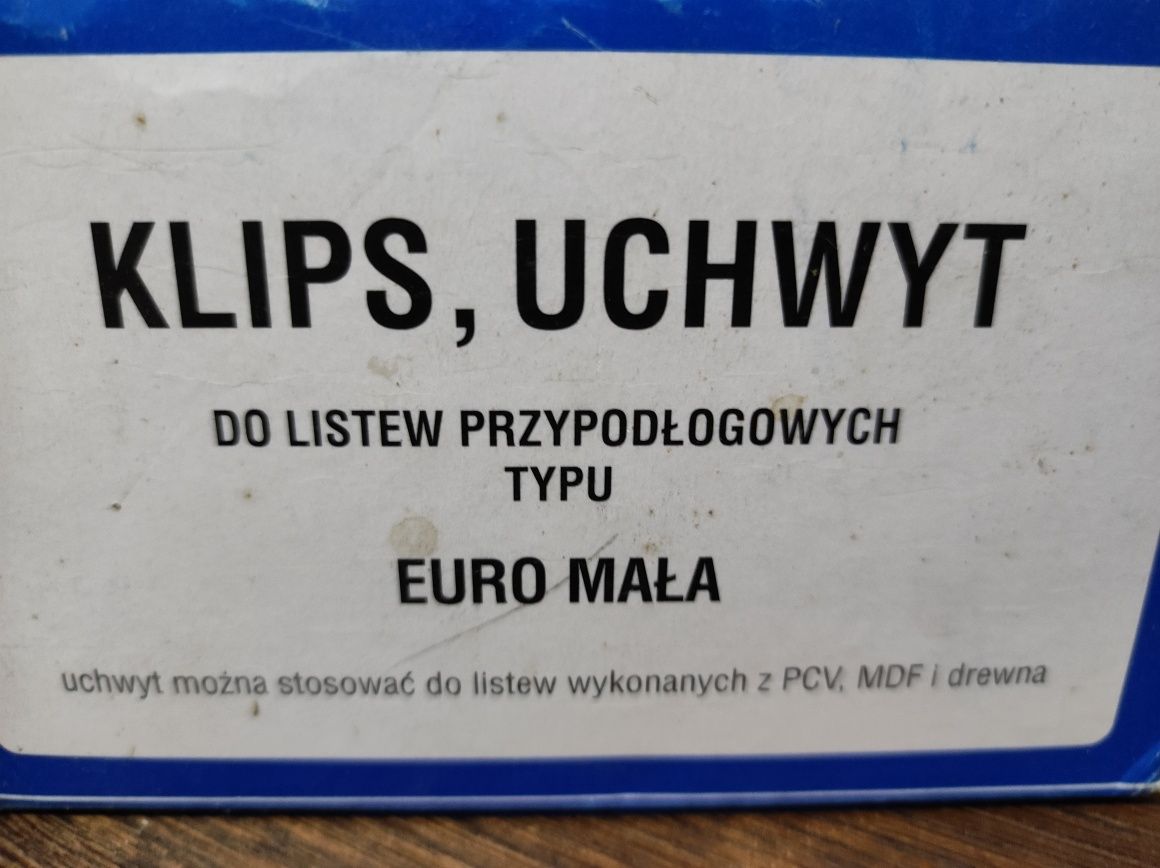 KLIPS, UCHWYT
DO LISTEW PRZYPODŁOGOWYCH
TYPU
EURO MAŁA
uchwyt można stosować do listew wykonanych z PCV, MDF i drewna